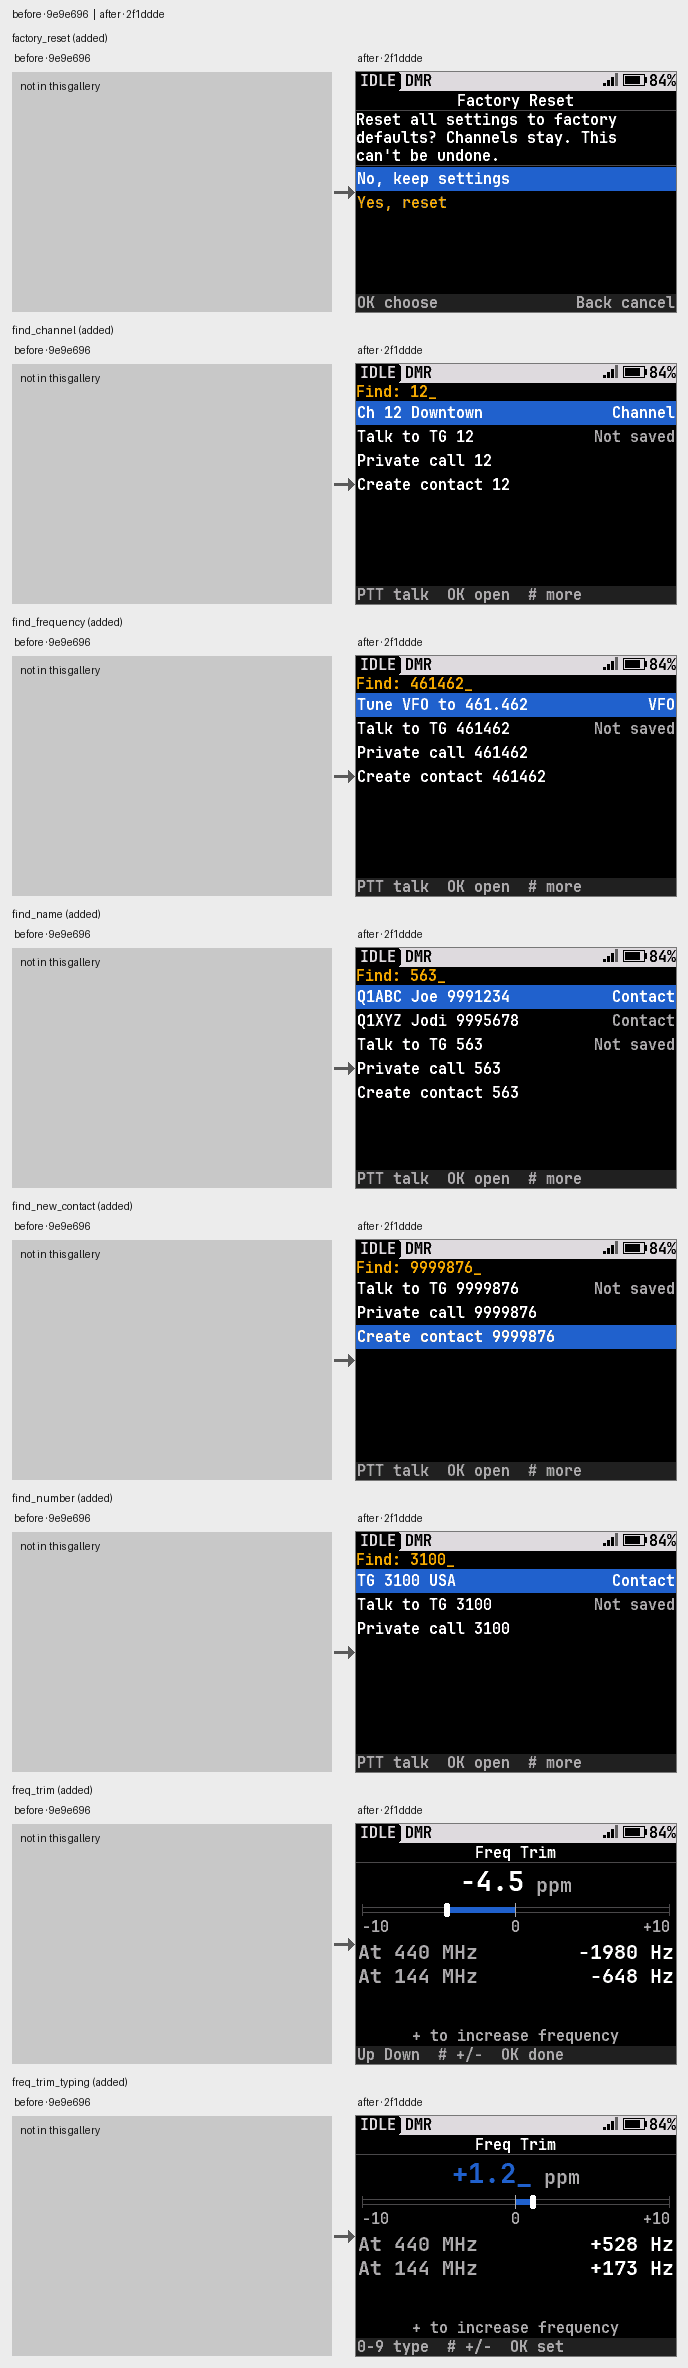 before · 9e9e696 | after · 2f1ddde
factory_reset (added)
before · 9e9e696 after · 2f1ddde
not in this gallery
IDLE DMR 84%
Factory Reset
Reset all settings to factory
defaults? Channels stay. This
can't be undone.
No, keep settings
Yes, reset
OK choose Back cancel
find_channel (added)
before · 9e9e696 after · 2f1ddde
not in this gallery
IDLE DMR 84%
Find: 12_
Ch 12 Downtown Channel
Talk to TG 12 Not saved
Private call 12
Create contact 12
PTT talk OK open # more
find_frequency (added)
before · 9e9e696 after · 2f1ddde
not in this gallery
IDLE DMR 84%
Find: 461462_
Tune VFO to 461.462 VFO
Talk to TG 461462 Not saved
Private call 461462
Create contact 461462
PTT talk OK open # more
find_name (added)
before · 9e9e696 after · 2f1ddde
not in this gallery
IDLE DMR 84%
Find: 563_
Q1ABC Joe 9991234 Contact
Q1XYZ Jodi 9995678 Contact
Talk to TG 563 Not saved
Private call 563
Create contact 563
PTT talk OK open # more
find_new_contact (added)
before · 9e9e696 after · 2f1ddde
not in this gallery
IDLE DMR 84%
Find: 9999876_
Talk to TG 9999876 Not saved
Private call 9999876
Create contact 9999876
PTT talk OK open # more
find_number (added)
before · 9e9e696 after · 2f1ddde
not in this gallery
IDLE DMR 84%
Find: 3100_
TG 3100 USA Contact
Talk to TG 3100 Not saved
Private call 3100
PTT talk OK open # more
freq_trim (added)
before · 9e9e696 after · 2f1ddde
not in this gallery
IDLE DMR 84%
Freq Trim
-4.5 ppm
-10 0 +10
At 440 MHz -1980 Hz
At 144 MHz -648 Hz
+ to increase frequency
Up Down # +/- OK done
freq_trim_typing (added)
before · 9e9e696 after · 2f1ddde
not in this gallery
IDLE DMR 84%
Freq Trim
+1.2_ ppm
-10 0 +10
At 440 MHz +528 Hz
At 144 MHz +173 Hz
+ to increase frequency
0-9 type # +/- OK set